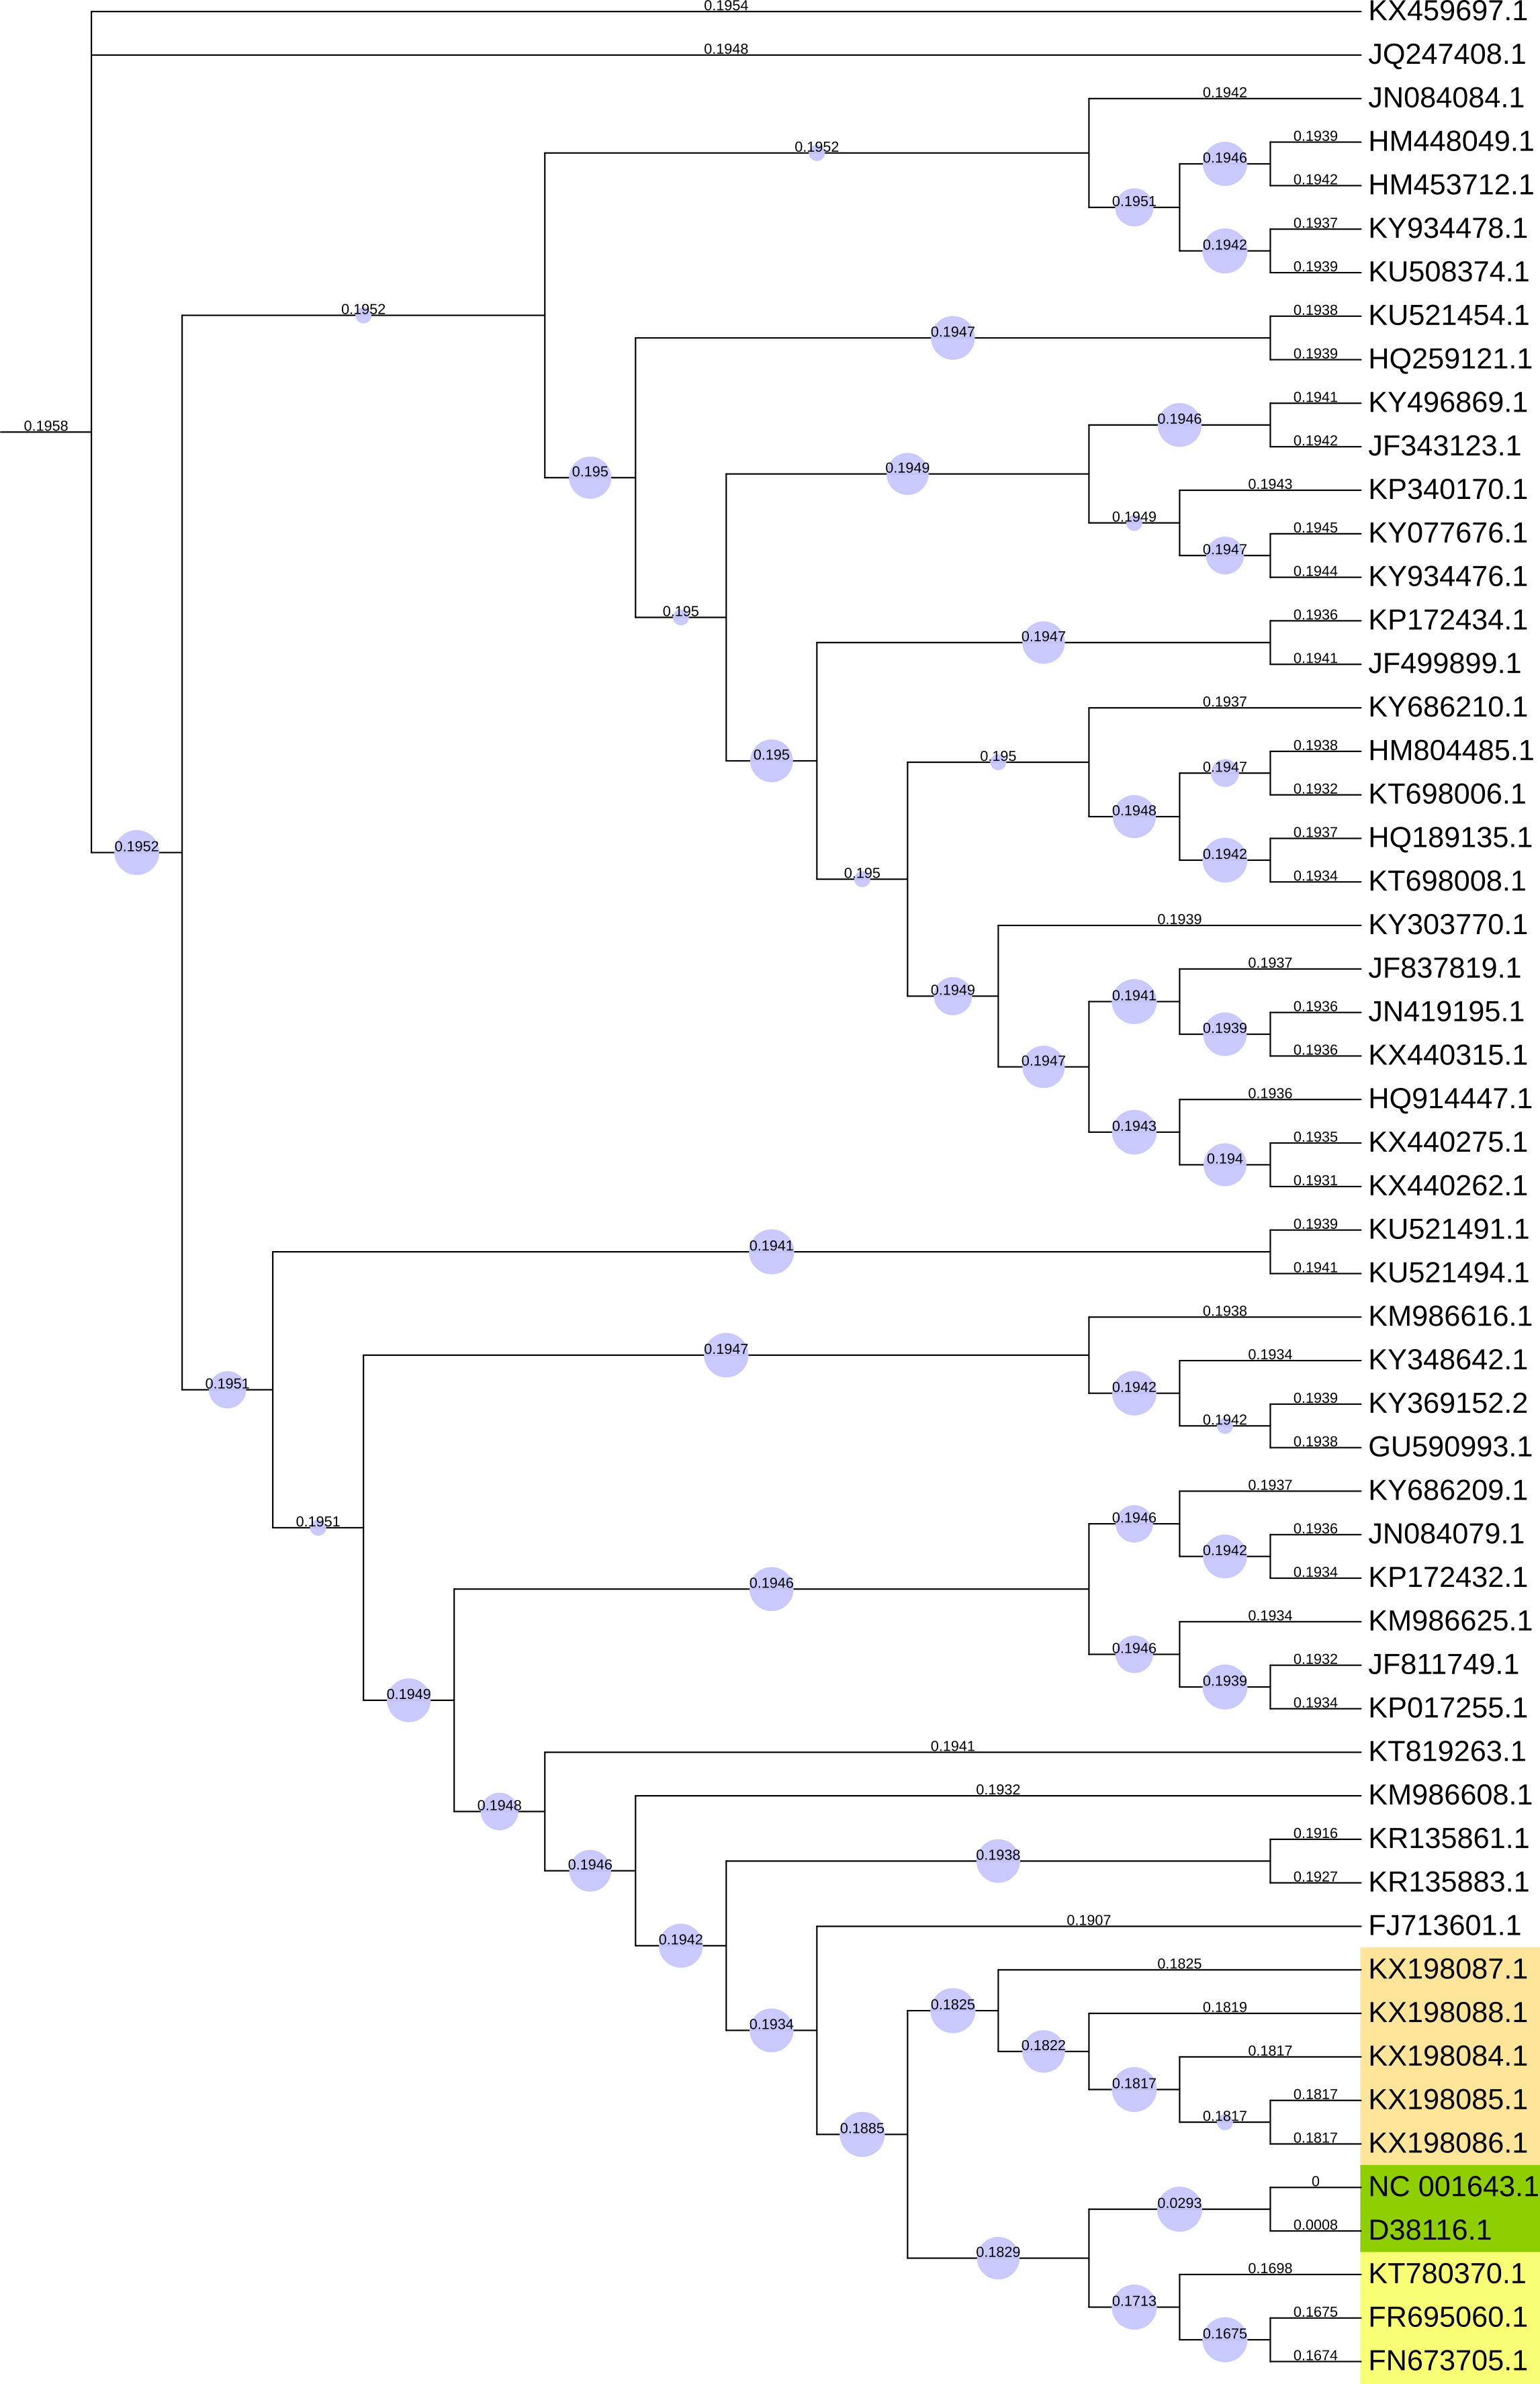 0.1954 KX459697.1
0.1948 JQ247408.1
0.1942 JN084084.1
0.1939 HM448049.1
0.1952 0.1946
0.1942 HM453712.1
0.1951
0.1937 KY934478.1
0.1942
0.1939 KU508374.1
0.1952
0.1938 KU521454.1
0.1947
0.1939 HQ259121.1
0.1941 KY496869.1
0.1958 0.1946
0.1942 JF343123.1
0.195 0.1949
0.1943 KP340170.1
0.1949
0.1945 KY077676.1
0.1947
0.1944 KY934476.1
0.195
0.1936 KP172434.1
0.1947
0.1941 JF499899.1
0.1937 KY686210.1
0.195 0.195
0.1938 HM804485.1
0.1947
0.1932 KT698006.1
0.1948
0.1937 HQ189135.1
0.1952 0.1942
0.195
0.1934 KT698008.1
0.1939 KY303770.1
0.1937 JF837819.1
0.1949 0.1941
0.1936 JN419195.1
0.1939
0.1936 KX440315.1
0.1947
0.1936 HQ914447.1
0.1943
0.1935 KX440275.1
0.194
0.1931 KX440262.1
0.1939 KU521491.1
0.1941
0.1941 KU521494.1
0.1938 KM986616.1
0.1947
0.1934 KY348642.1
0.1951 0.1942
0.1939 KY369152.2
0.1942
0.1938 GU590993.1
0.1937 KY686209.1
0.1951 0.1946
0.1936 JN084079.1
0.1942
0.1934 KP172432.1
0.1946
0.1934 KM986625.1
0.1946
0.1932 JF811749.1
0.1939
0.1949
0.1934 KP017255.1
0.1941 KT819263.1
0.1932 KM986608.1
0.1948
0.1916 KR135861.1
0.1938
0.1946
0.1927 KR135883.1
0.1907 FJ713601.1
0.1942
0.1825 KX198087.1
0.1825
0.1819 KX198088.1
0.1934
0.1822
0.1817 KX198084.1
0.1817
0.1817 KX198085.1
0.1817
0.1885
0.1817 KX198086.1
0 NC 001643.1
0.0293
0.0008 D38116.1
0.1829
0.1698 KT780370.1
0.1713
0.1675 FR695060.1
0.1675
0.1674 FN673705.1